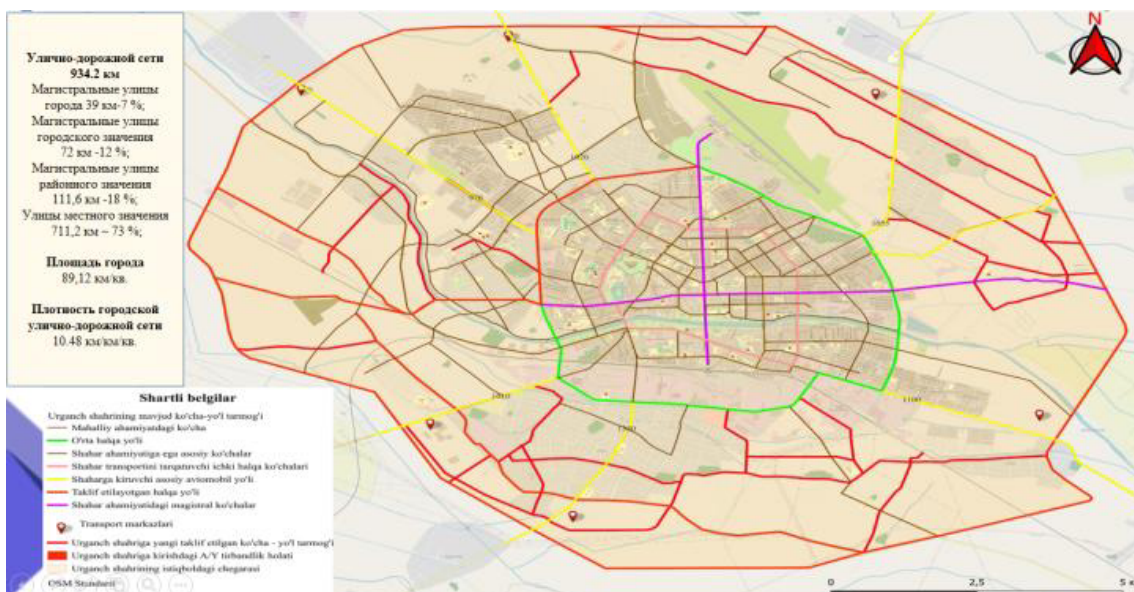 Улично-дорожной сети
934.2 км
Магистральные улицы
города 39 км-7 %;
Магистральные улицы
городского значения
72 км -12 %;
Магистральные улицы
районного значения
111,6 км -18 %;
Улицы местного значения
711,2 км – 73 %;
Площадь города
89,12 км/кв.
Плотность городской
улично-дорожной сети
10.48 км/км/кв.
N
1020
970
1100
Shartli belgilar
Urganch shahrining mavjud ko'cha-yo'l tarmog'i
Mahalliy ahamiyatdagi ko'cha
O'rta halqa yo'li
Shahar ahamiyatiga ega asosiy ko'chalar
Shahar transportini tarqatuvchi ichki halqa ko'chalari
Shaharga kiruvchi asosiy avtomobil yo'li
Taklif etilayotgan halqa yo'li
Shahar ahamiyatidagi magistral ko'chalar
Transport markazlari
Urganch shahriga yangi taklif etilgan ko'cha - yo'l tarmog'i
Urganch shahriga kirishdagi A/Y tirbandlik holati
Urganch shahrining istiqboldagi chegarasi
OSM Standarti
0 2,5 5 к